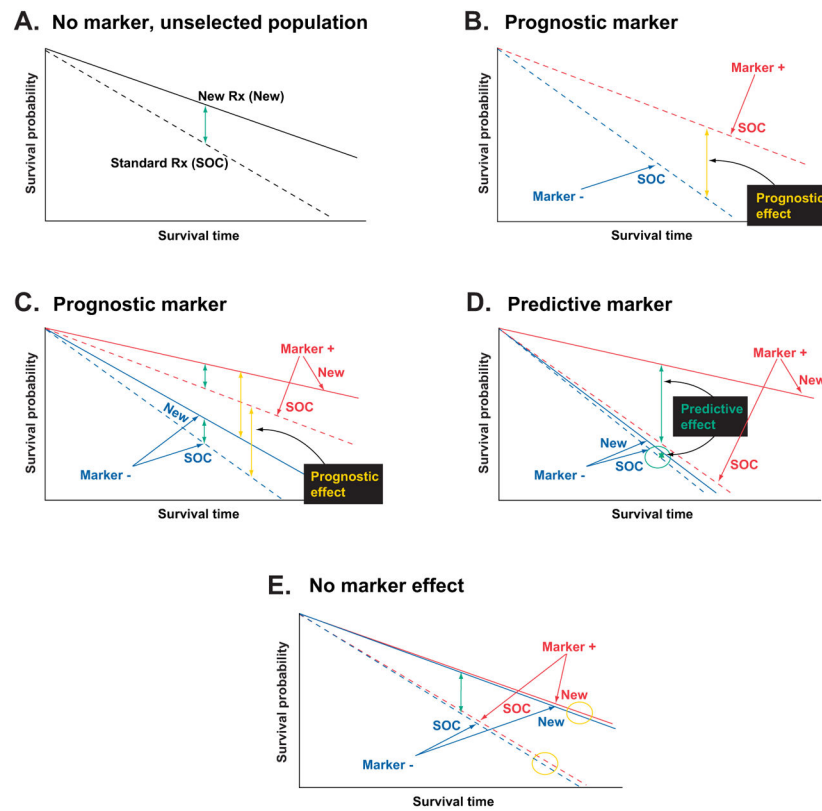 A. No marker, unselected population
Survival probability
New Rx (New)
Standard Rx (SOC)
Survival time
B. Prognostic marker
Survival probability
Marker +
SOC
SOC
Marker -
Prognostic
effect
Survival time
C. Prognostic marker
Survival probability
Marker +
New
SOC
New
SOC
Marker -
Prognostic
effect
Survival time
D. Predictive marker
Survival probability
Marker +
New
Predictive
effect
New
SOC
Marker -
SOC
Survival time
E. No marker effect
Survival probability
Marker +
New
SOC
SOC
New
Marker -
Survival time